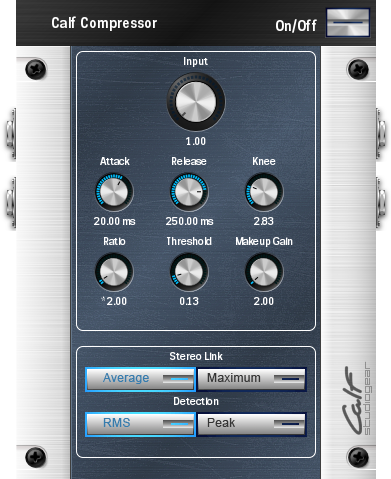 Calf Compressor
On/Off
Input
1.00
Attack Release Knee
20.00 ms 250.00 ms 2.83
Ratio Threshold Makeup Gain
*2.00 0.13 2.00
Stereo Link
Average Maximum
Detection
RMS Peak
Calf
studiogear